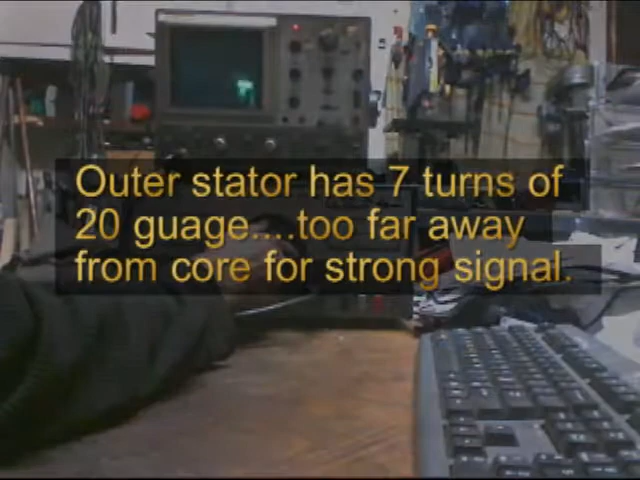 Outer stator has 7 turns of
20 guage....too far away
from core for strong signal.